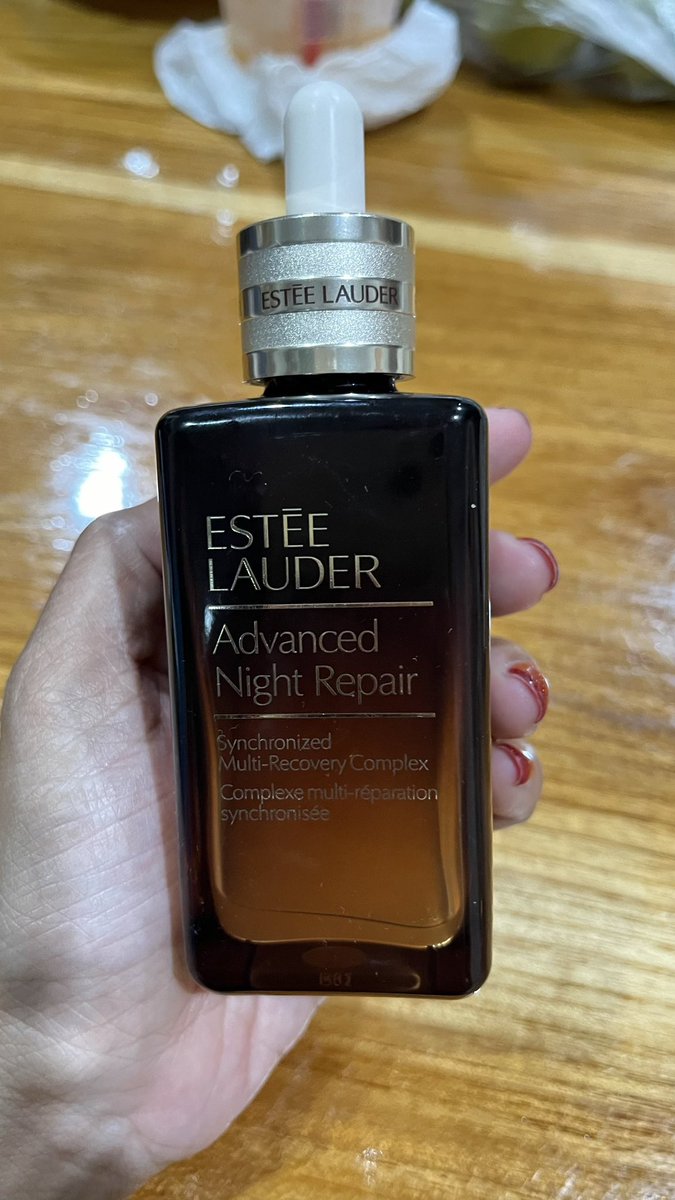 ESTĒE LAUDER
ESTĒE
LAUDER
Advanced
Night Repair
Synchronized
Multi-Recovery Complex
Complexe multi-réparation
synchronisée